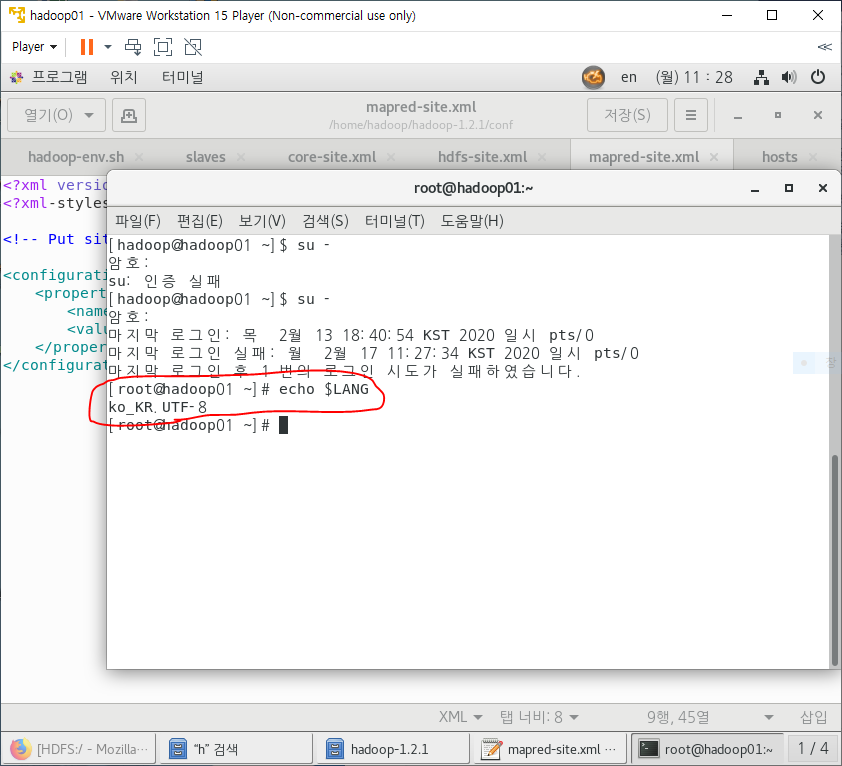 hadoop01 - VMware Workstation 15 Player (Non-commercial use only)
Player
프로그램 위치 터미널 en (월) 11 : 28
열기(O) mapred-site.xml 저장(S)
/home/hadoop/hadoop-1.2.1/conf
hadoop-env.sh slaves core-site.xml hdfs-site.xml mapred-site.xml hosts
<?xml versio
<?xml-styles
<!-- Put sit
<configurati
<propert
<name
<valu
</proper
</configurat
root@hadoop01:~
파일(F) 편집(E) 보기(V) 검색(S) 터미널(T) 도움말(H)
[hadoop@hadoop01 ~]$ su -
암호:
su: 인증 실패
[hadoop@hadoop01 ~]$ su -
암호:
마지막 로그인: 목 2월 13 18:40:54 KST 2020 일시 pts/0
마지막 로그인 실패: 월 2월 17 11:27:34 KST 2020 일시 pts/0
마지막 로그인 후 1 번의 로그인 시도가 실패하였습니다.
[root@hadoop01 ~]# echo $LANG
ko_KR.UTF-8
[root@hadoop01 ~]#
XML 탭 너비: 8 9행, 45열 삽입
[HDFS:/ - Mozilla… "h" 검색 hadoop-1.2.1 mapred-site.xml … root@hadoop01:~ 1 / 4